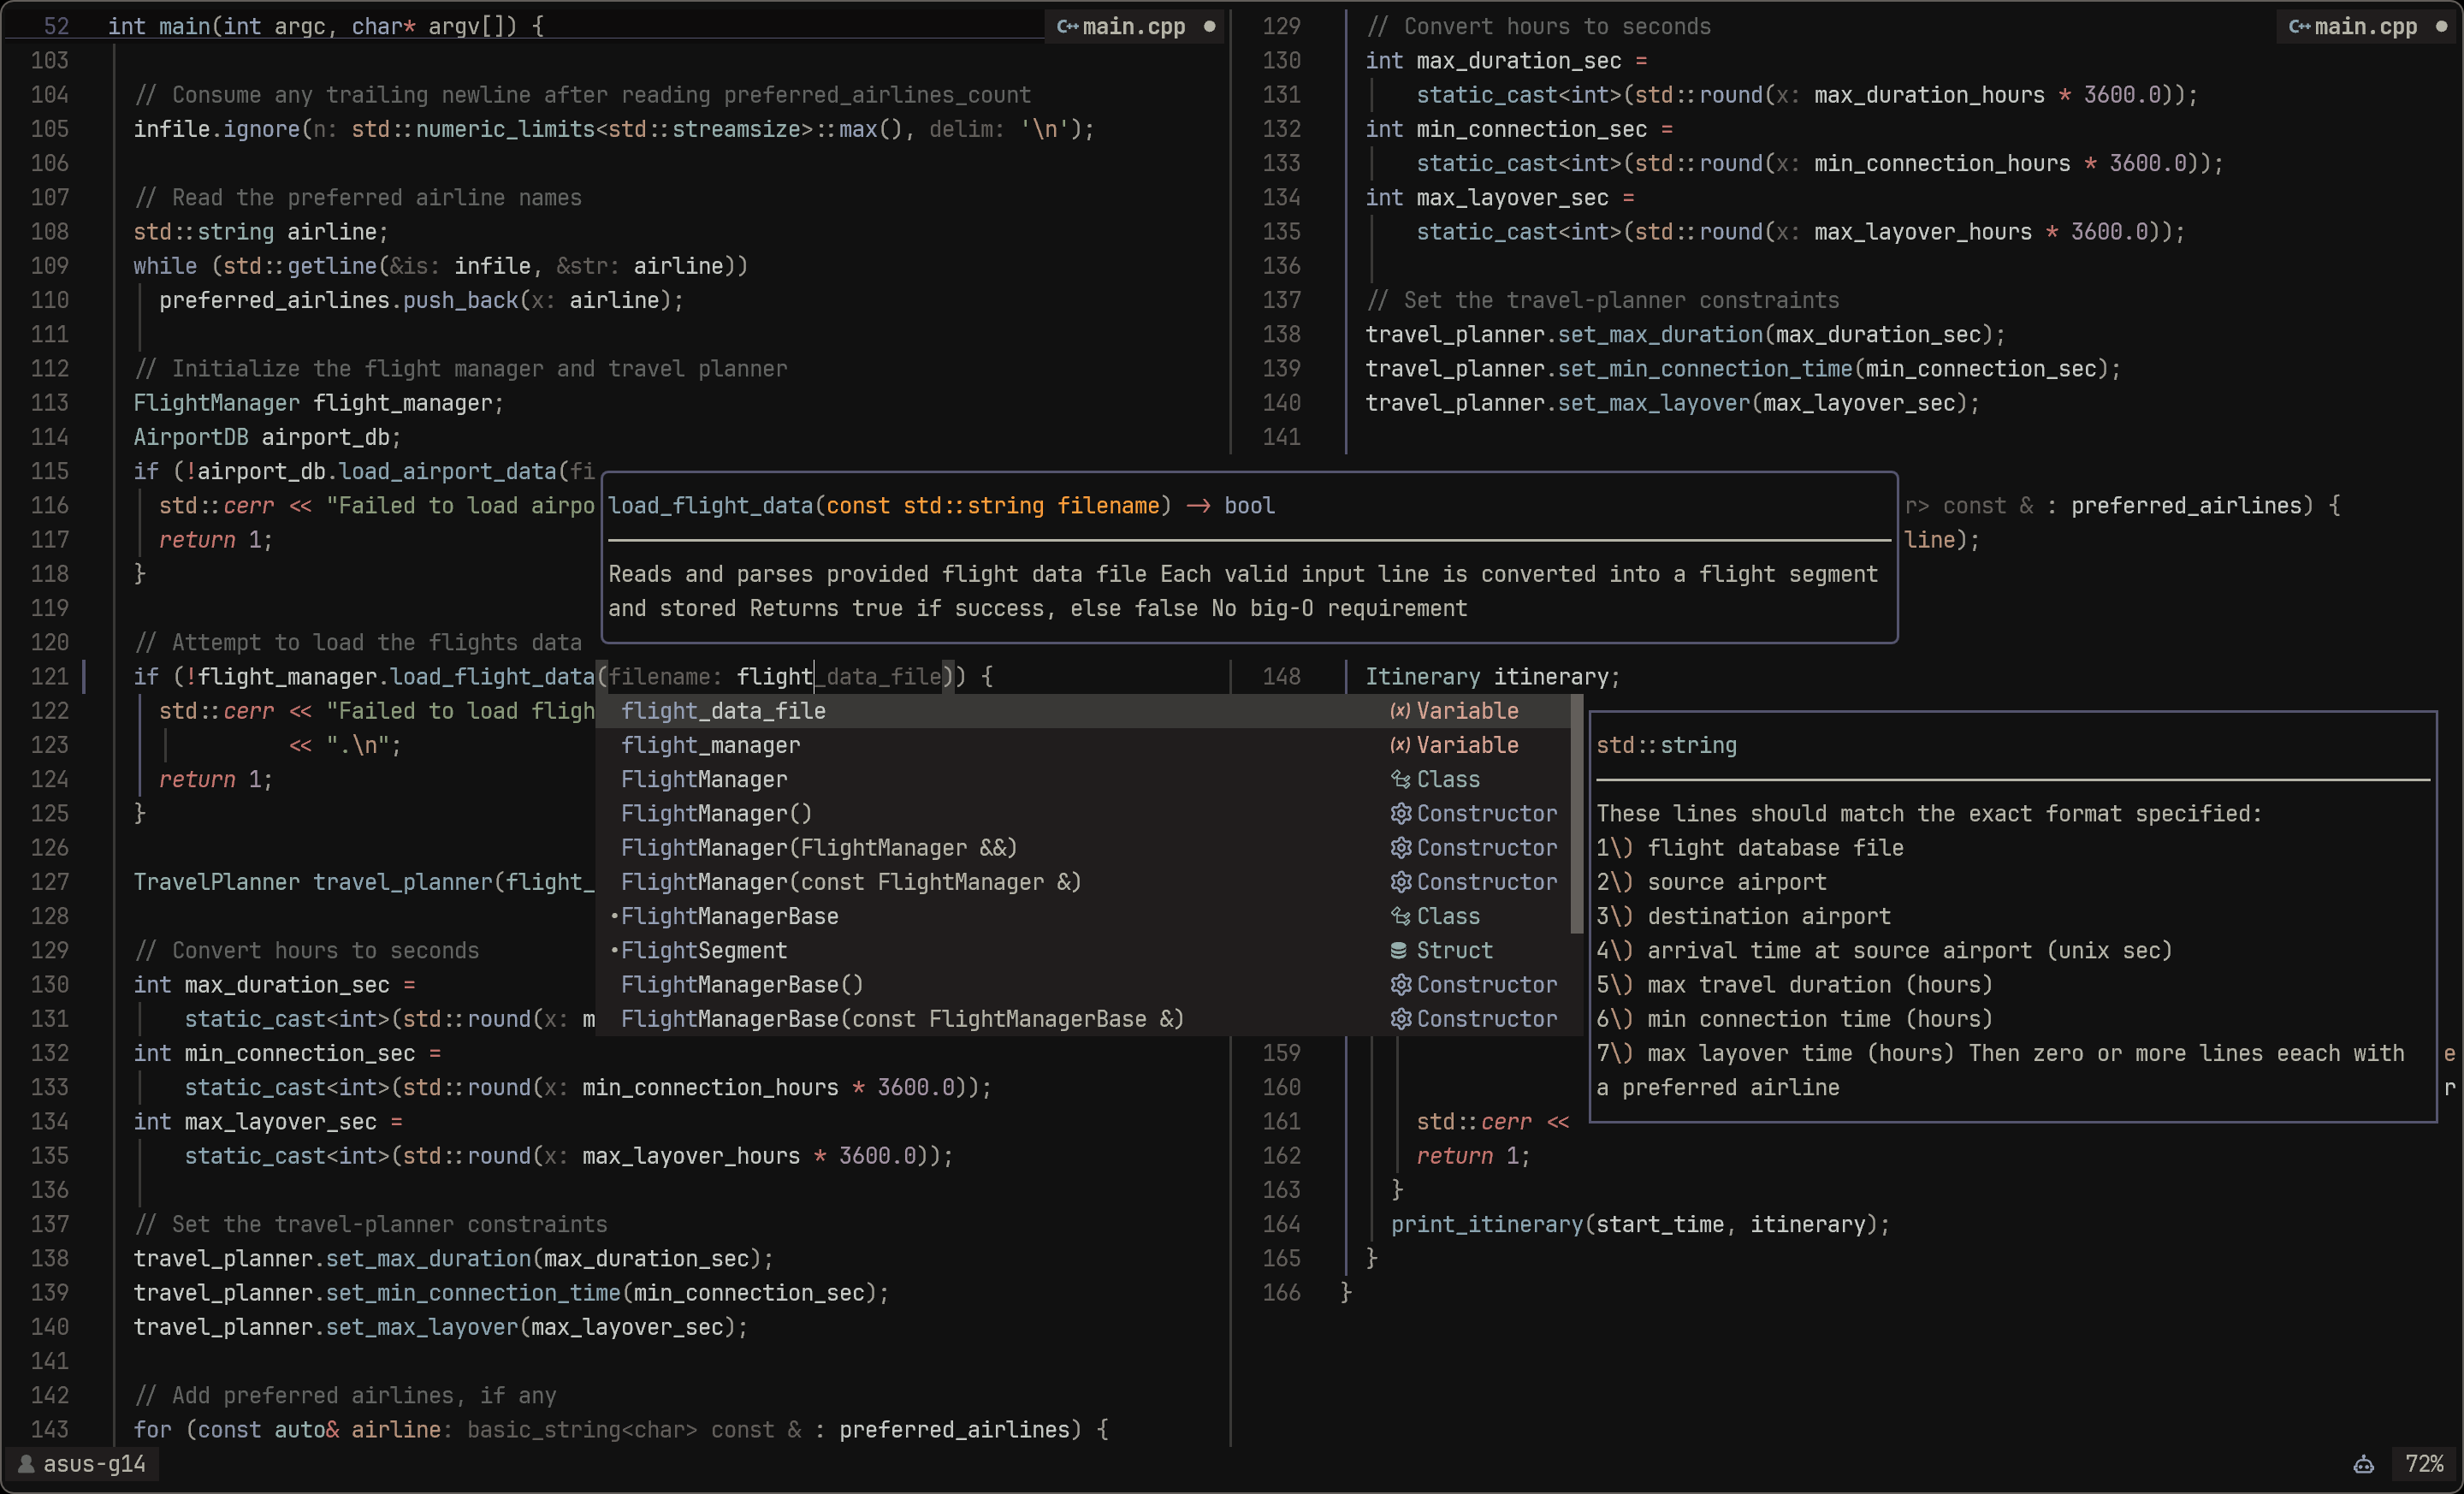 52 int main(int argc, char* argv[]) { C++ main.cpp ●
103
104 // Consume any trailing newline after reading preferred_airlines_count
105 infile.ignore(n: std::numeric_limits<std::streamsize>::max(), delim: '\n');
106
107 // Read the preferred airline names
108 std::string airline;
109 while (std::getline(&is: infile, &str: airline))
110 preferred_airlines.push_back(x: airline);
111
112 // Initialize the flight manager and travel planner
113 FlightManager flight_manager;
114 AirportDB airport_db;
115 if (!airport_db.load_airport_data(fi
116 std::cerr << "Failed to load airpo
117 return 1;
118 }
119
120 // Attempt to load the flights data
121 if (!flight_manager.load_flight_data(filename: flight_data_file)) {
122 std::cerr << "Failed to load fligh
123 << ".\n";
124 return 1;
125 }
126
127 TravelPlanner travel_planner(flight_
128
129 // Convert hours to seconds
130 int max_duration_sec =
131 static_cast<int>(std::round(x: m
132 int min_connection_sec =
133 static_cast<int>(std::round(x: min_connection_hours * 3600.0));
134 int max_layover_sec =
135 static_cast<int>(std::round(x: max_layover_hours * 3600.0));
136
137 // Set the travel-planner constraints
138 travel_planner.set_max_duration(max_duration_sec);
139 travel_planner.set_min_connection_time(min_connection_sec);
140 travel_planner.set_max_layover(max_layover_sec);
141
142 // Add preferred airlines, if any
143 for (const auto& airline: basic_string<char> const & : preferred_airlines) {
load_flight_data(const std::string filename) → bool
Reads and parses provided flight data file Each valid input line is converted into a flight segment
and stored Returns true if success, else false No big-O requirement
flight_data_file (x) Variable
flight_manager (x) Variable
FlightManager Class
FlightManager() Constructor
FlightManager(FlightManager &&) Constructor
FlightManager(const FlightManager &) Constructor
•FlightManagerBase Class
•FlightSegment Struct
FlightManagerBase() Constructor
FlightManagerBase(const FlightManagerBase &) Constructor
std::string
These lines should match the exact format specified:
1\) flight database file
2\) source airport
3\) destination airport
4\) arrival time at source airport (unix sec)
5\) max travel duration (hours)
6\) min connection time (hours)
7\) max layover time (hours) Then zero or more lines eeach with
a preferred airline
129 // Convert hours to seconds C++ main.cpp ●
130 int max_duration_sec =
131 static_cast<int>(std::round(x: max_duration_hours * 3600.0));
132 int min_connection_sec =
133 static_cast<int>(std::round(x: min_connection_hours * 3600.0));
134 int max_layover_sec =
135 static_cast<int>(std::round(x: max_layover_hours * 3600.0));
136
137 // Set the travel-planner constraints
138 travel_planner.set_max_duration(max_duration_sec);
139 travel_planner.set_min_connection_time(min_connection_sec);
140 travel_planner.set_max_layover(max_layover_sec);
141
r> const & : preferred_airlines) {
line);
148 Itinerary itinerary;
159 e
160 r
161 std::cerr <<
162 return 1;
163 }
164 print_itinerary(start_time, itinerary);
165 }
166 }
asus-g14 72%